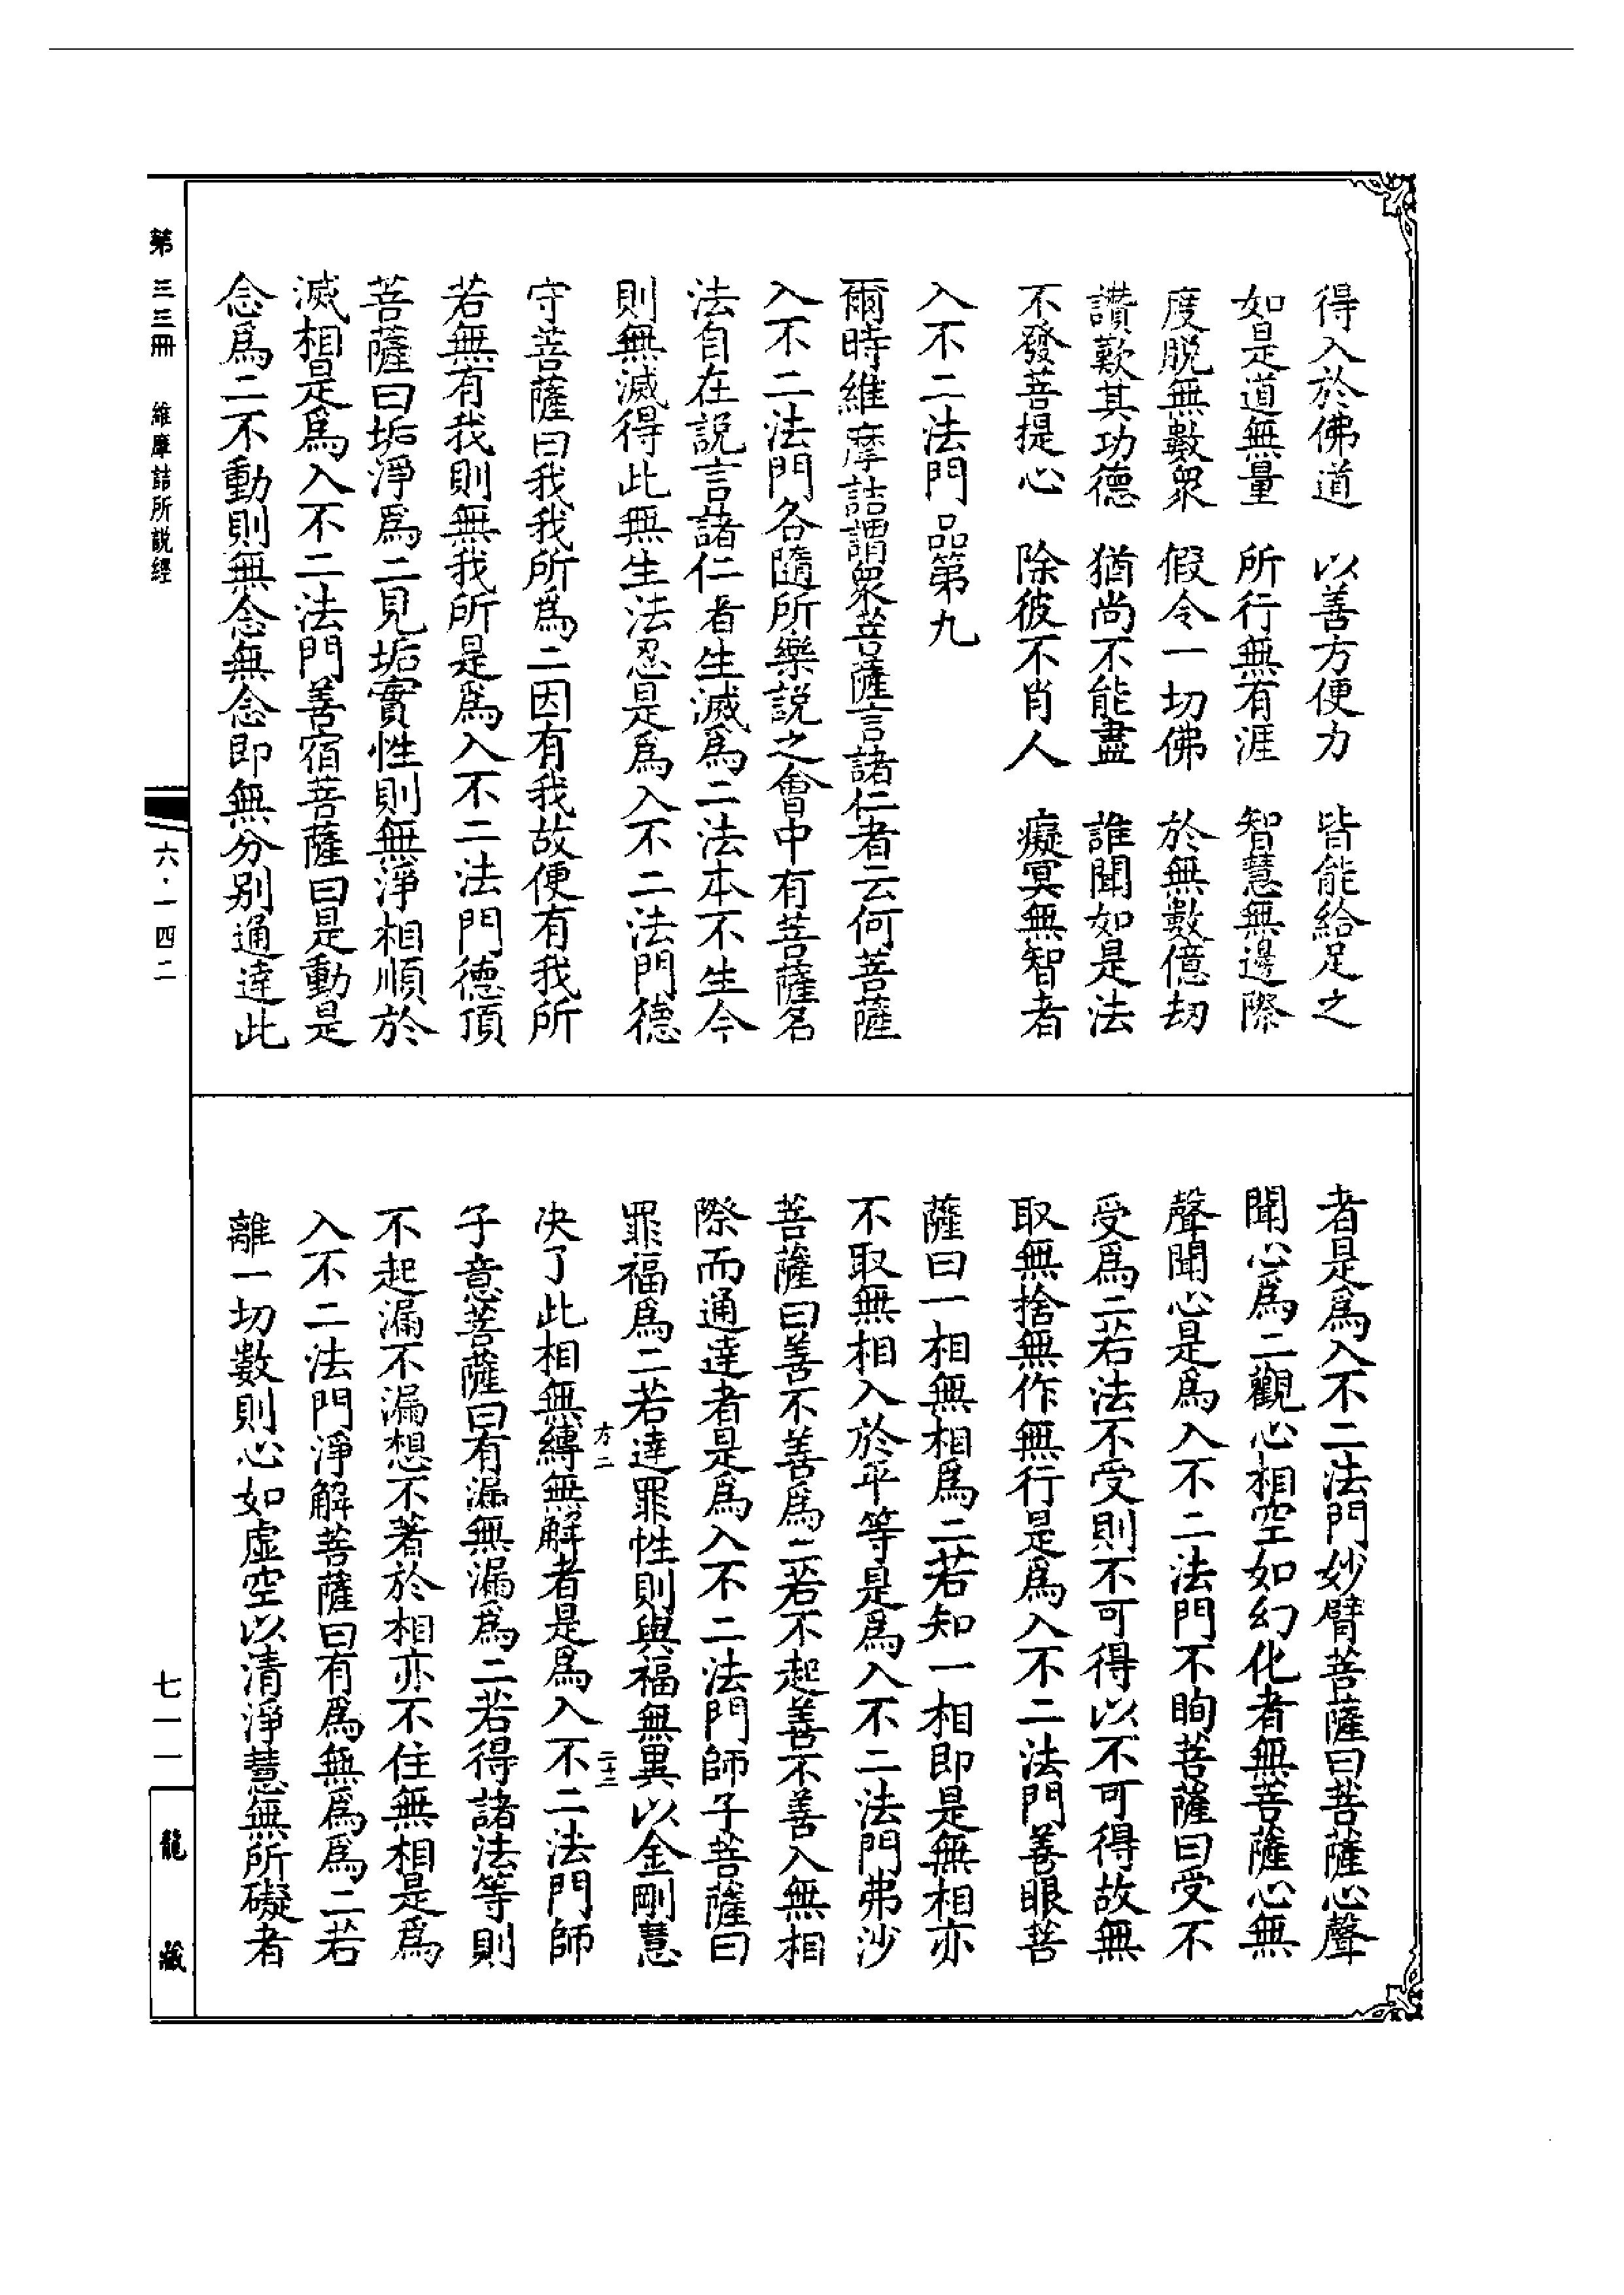 得入於佛道　以善方便力　皆能給足之
如是道無量　所行無有涯　智慧無邊際
度脱無數衆　假令一切佛　於無數億劫
讚歎其功德　猶尚不能盡　誰聞如是法
不發菩提心　除彼不肖人　癡冥無智者
入不二法門品第九
爾時維摩詰謂衆菩薩言諸仁者云何菩薩
入不二法門各隨所樂説之會中有菩薩名
法自在説言諸仁者生滅爲二法本不生今
則無滅得此無生法忍是爲入不二法門德
守菩薩曰我我所爲二因有我故便有我所
若無有我則無我所是爲入不二法門德頂
菩薩曰垢淨爲二見垢實性則無淨相順於
滅相是爲入不二法門善宿菩薩曰是動是
念爲二不動則無念無念即無分别通達此
者是爲入不二法門妙臂菩薩曰菩薩心聲
聞心爲二觀心相空如幻化者無菩薩心無
聲聞心是爲入不二法門不眴菩薩曰受不
受爲二若法不受則不可得以不可得故無
取無捨無作無行是爲入不二法門善眼菩
薩曰一相無相爲二若知一相即是無相亦
不取無相入於平等是爲入不二法門弗沙
菩薩曰善不善爲二若不起善不善入無相
際而通達者是爲入不二法門師子菩薩曰
罪福爲二若達罪性則與福無異以金剛慧
方二
二十二
决了此相無縛無解者是爲入不二法門師
子意菩薩曰有漏無漏爲二若得諸法等則
不起漏不漏想不著於相亦不住無相是爲
入不二法門淨解菩薩曰有爲無爲爲二若
離一切數則心如虛空以清淨慧無所礙者
第三三冊　維摩詰所説經
六·一四二
七一一
龍藏